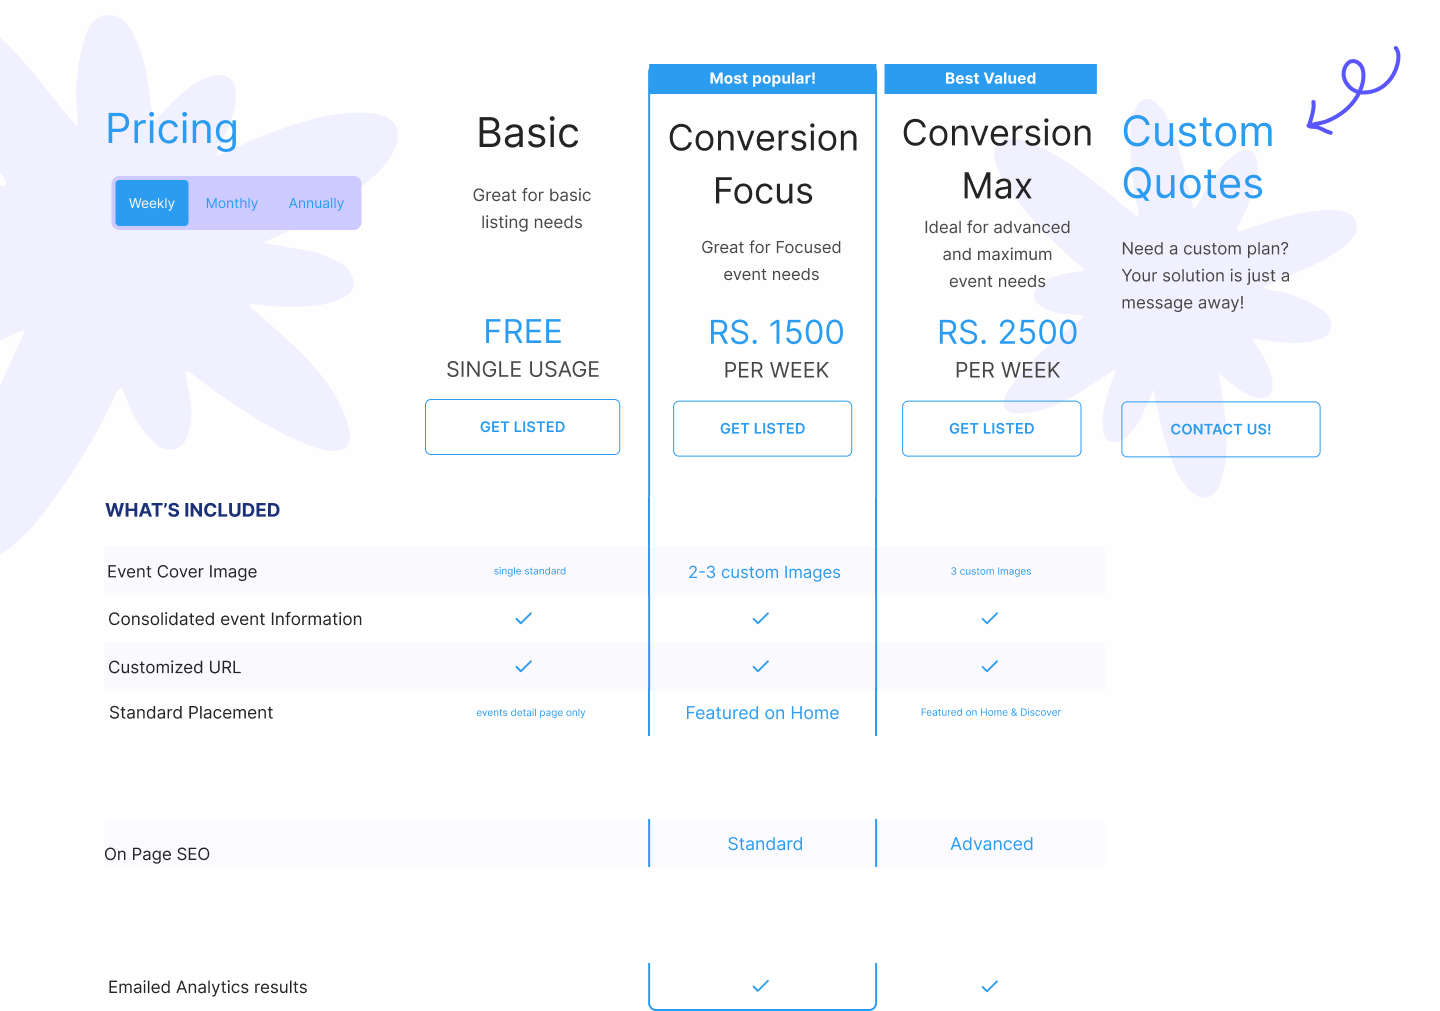 Most popular!
Best Valued
Pricing
Weekly Monthly Annually
Basic
Great for basic
listing needs
FREE
SINGLE USAGE
GET LISTED
Conversion
Focus
Great for Focused
event needs
RS. 1500
PER WEEK
GET LISTED
Conversion
Max
Ideal for advanced
and maximum
event needs
RS. 2500
PER WEEK
GET LISTED
Custom
Quotes
Need a custom plan?
Your solution is just a
message away!
CONTACT US!
WHAT’S INCLUDED
Event Cover Image single standard 2-3 custom Images 3 custom Images
Consolidated event Information
Customized URL
Standard Placement events detail page only Featured on Home Featured on Home & Discover
On Page SEO Standard Advanced
Emailed Analytics results